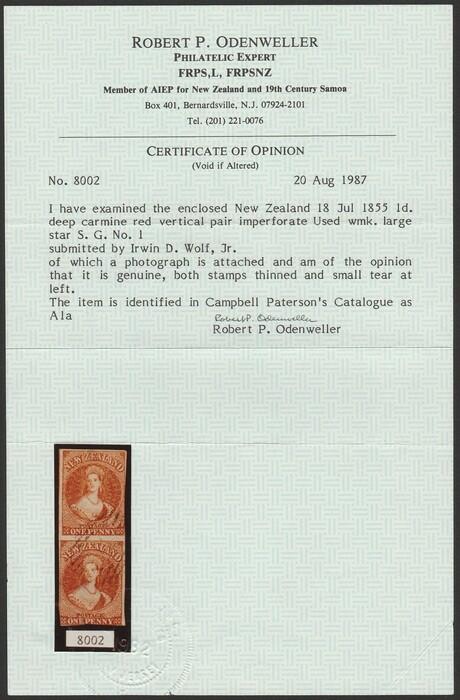 ROBERT P. ODENWELLER
PHILATELIC EXPERT
FRPS,L, FRPSNZ
Member of AIEP for New Zealand and 19th Century Samoa
Box 401, Bernardsville, N.J. 07924-2101
Tel. (201) 221-0076
CERTIFICATE OF OPINION
(Void if Altered)
No. 8002 20 Aug 1987
I have examined the enclosed New Zealand 18 Jul 1855 1d.
deep carmine red vertical pair imperforate Used wmk. large
star S. G. No. 1
submitted by Irwin D. Wolf, Jr.
of which a photograph is attached and am of the opinion
that it is genuine, both stamps thinned and small tear at
left.
The item is identified in Campbell Paterson's Catalogue as
A1a
Robert P. Odenweller
Robert P. Odenweller
NEW ZEALAND
POSTAGE
ONE PENNY
NEW ZEALAND
POSTAGE
ONE PENNY
8002